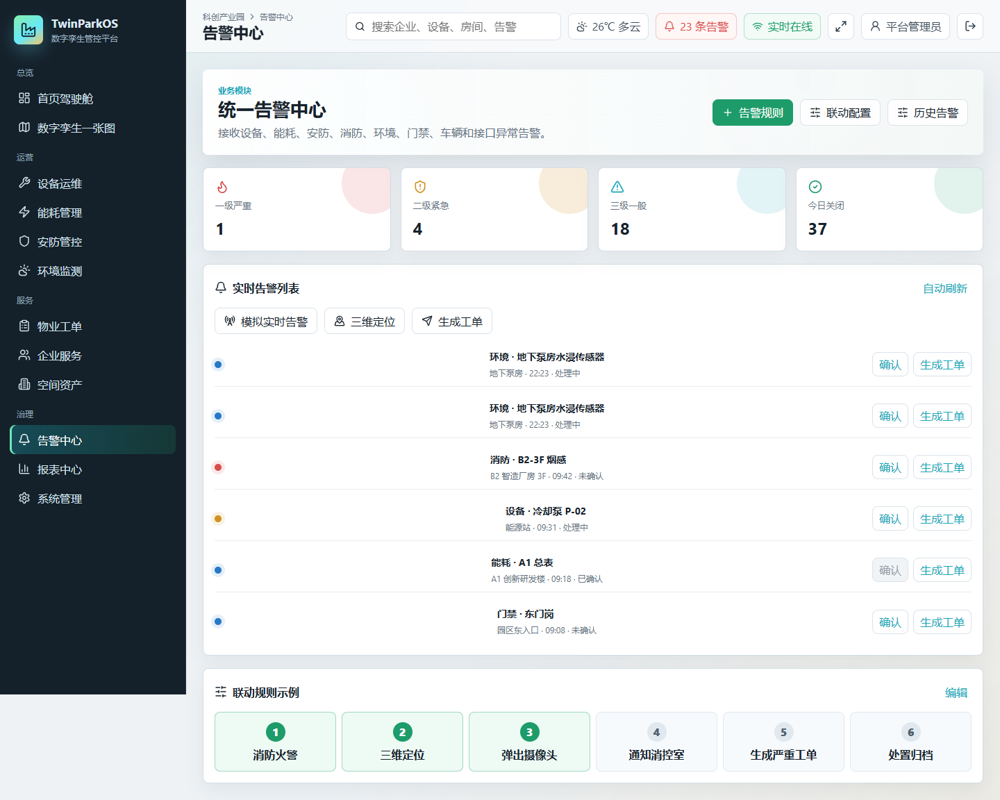 TwinParkOS
数字孪生管控平台
总览
首页驾驶舱
数字孪生一张图
运营
设备运维
能耗管理
安防管控
环境监测
服务
物业工单
企业服务
空间资产
治理
告警中心
报表中心
系统管理
科创产业园 > 告警中心
告警中心
搜索企业、设备、房间、告警
26℃ 多云
23 条告警
实时在线
平台管理员
业务模块
统一告警中心
接收设备、能耗、安防、消防、环境、门禁、车辆和接口异常告警。
告警规则
联动配置
历史告警
一级严重
1
二级紧急
4
三级一般
18
今日关闭
37
实时告警列表
自动刷新
模拟实时告警
三维定位
生成工单
环境 · 地下泵房水浸传感器
地下泵房 · 22:23 · 处理中
确认 生成工单
环境 · 地下泵房水浸传感器
地下泵房 · 22:23 · 处理中
确认 生成工单
消防 · B2-3F 烟感
B2 智造厂房 3F · 09:42 · 未确认
确认 生成工单
设备 · 冷却泵 P-02
能源站 · 09:31 · 处理中
确认 生成工单
能耗 · A1 总表
A1 创新研发楼 · 09:18 · 已确认
确认 生成工单
门禁 · 东门岗
园区东入口 · 09:08 · 未确认
确认 生成工单
联动规则示例
编辑
1
消防火警
2
三维定位
3
弹出摄像头
4
通知消控室
5
生成严重工单
6
处置归档